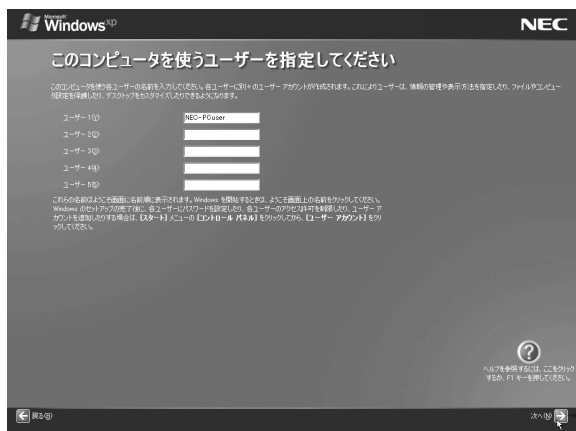 Microsoft
Windows xp
NEC
このコンピュータを使うユーザーを指定してください
このコンピュータを使う各ユーザーの名前を入力してください。各ユーザーに別々のユーザー アカウントが作成されます。これによりユーザーは、情報の管理や表示方法を指定したり、ファイルやコンピュー
タ設定を保護したり、デスクトップをカスタマイズしたりできるようになります。
ユーザー 1(Y):
NEC-PCuser
ユーザー 2(2):
ユーザー 3(3):
ユーザー 4(4):
ユーザー 5(5):
これらの名前はようこそ画面に名前順に表示されます。Windows を開始するときは、ようこそ画面上の名前をクリックしてください。
Windows のセットアップの完了後に、各ユーザーにパスワードを設定したり、各ユーザーのアクセス許可を制限したり、ユーザー ア
カウントを追加したりする場合は、[スタート] メニューの [コントロール パネル] をクリックしてから、[ユーザー アカウント] をクリ
ックしてください。
ヘルプを参照するには、ここをクリック
するか、F1 キーを押してください。
戻る(B)
次へ(N)